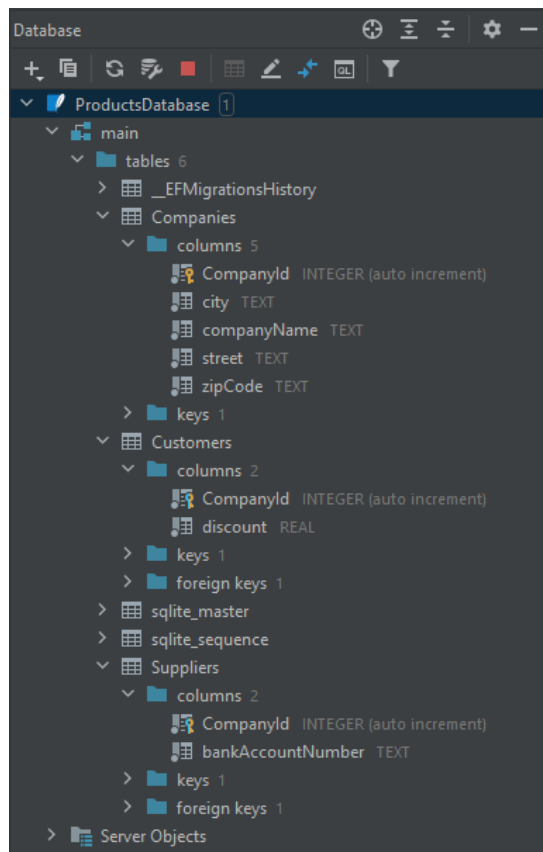 Database
QL
ProductsDatabase 1
main
tables 6
__EFMigrationsHistory
Companies
columns 5
CompanyId INTEGER (auto increment)
city TEXT
companyName TEXT
street TEXT
zipCode TEXT
keys 1
Customers
columns 2
CompanyId INTEGER (auto increment)
discount REAL
keys 1
foreign keys 1
sqlite_master
sqlite_sequence
Suppliers
columns 2
CompanyId INTEGER (auto increment)
bankAccountNumber TEXT
keys 1
foreign keys 1
Server Objects